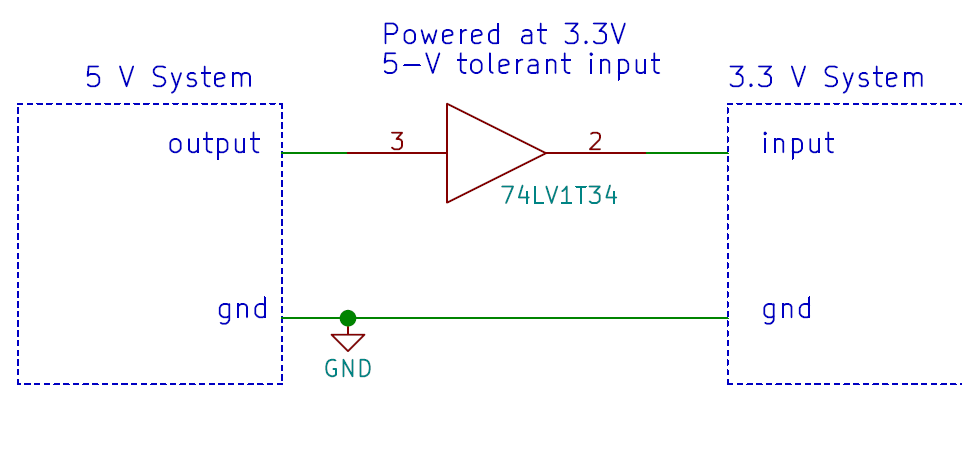 Powered at 3.3V
5-V tolerant input
5 V System
3.3 V System
output
3
2
input
74LV1T34
gnd
gnd
GND